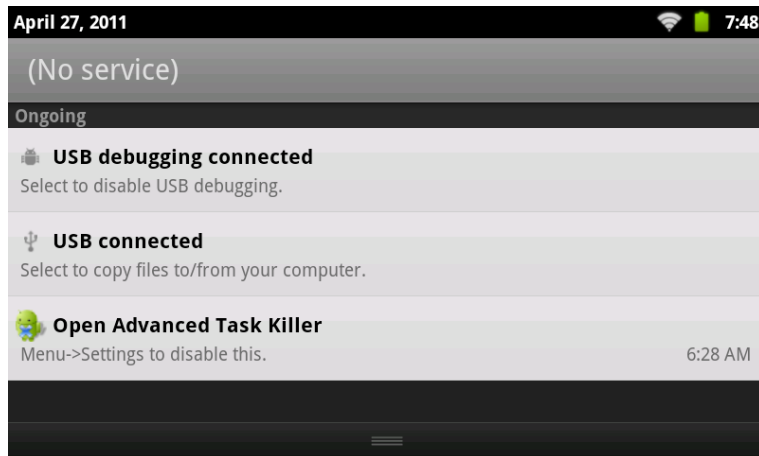 April 27, 2011 7:48
(No service)
Ongoing
USB debugging connected
Select to disable USB debugging.
USB connected
Select to copy files to/from your computer.
Open Advanced Task Killer
Menu->Settings to disable this. 6:28 AM